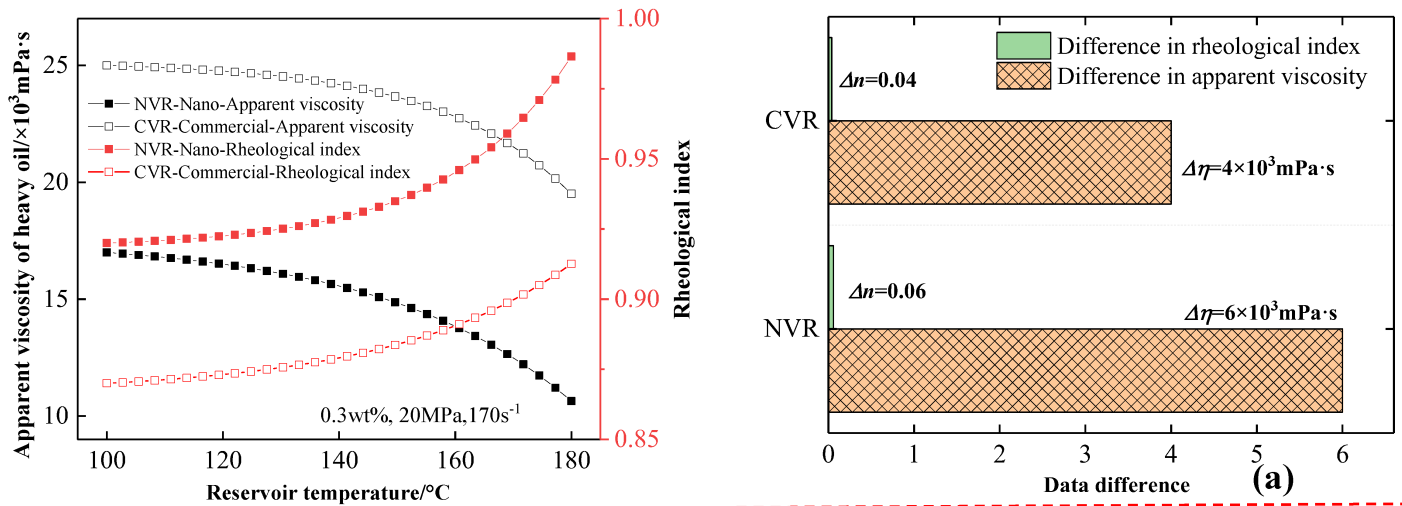 Apparent viscosity of heavy oil/×10³mPa·s
25
20
15
10
NVR-Nano-Apparent viscosity
CVR-Commercial-Apparent viscosity
NVR-Nano-Rheological index
CVR-Commercial-Rheological index
0.3wt%, 20MPa,170s⁻¹
100
120
140
160
180
Reservoir temperature/°C
1.00
0.95
0.90
0.85
Rheological index
Difference in rheological index
Difference in apparent viscosity
Δn=0.04
CVR
Δη=4×10³mPa·s
Δn=0.06
Δη=6×10³mPa·s
NVR
0
1
2
3
4
5
6
Data difference
(a)